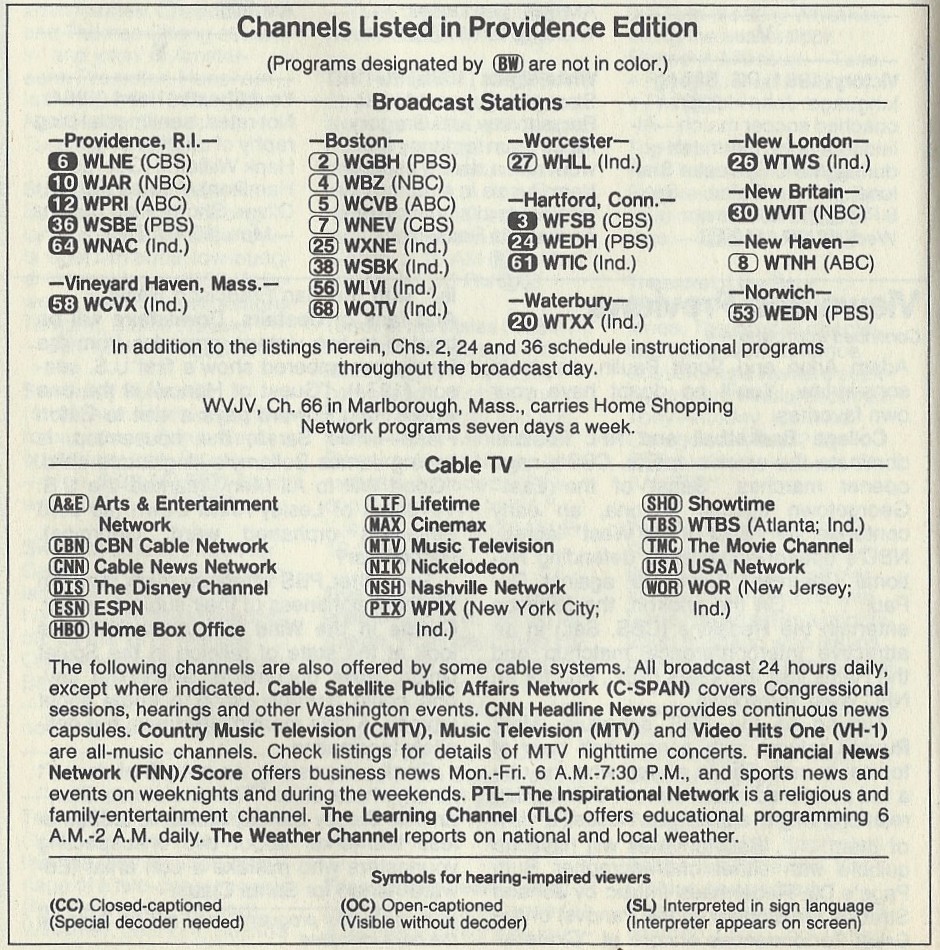 Channels Listed in Providence Edition
(Programs designated by BW are not in color.)
—Broadcast Stations—
—Providence, R.I.—
6 WLNE (CBS)
10 WJAR (NBC)
12 WPRI (ABC)
36 WSBE (PBS)
64 WNAC (Ind.)
—Vineyard Haven, Mass.—
58 WCVX (Ind.)
—Boston—
2 WGBH (PBS)
4 WBZ (NBC)
5 WCVB (ABC)
7 WNEV (CBS)
25 WXNE (Ind.)
38 WSBK (Ind.)
56 WLVI (Ind.)
68 WQTV (Ind.)
—Worcester—
27 WHLL (Ind.)
—Hartford, Conn.—
3 WFSB (CBS)
24 WEDH (PBS)
61 WTIC (Ind.)
—Waterbury—
20 WTXX (Ind.)
—New London—
26 WTWS (Ind.)
—New Britain—
30 WVIT (NBC)
—New Haven—
8 WTNH (ABC)
—Norwich—
53 WEDN (PBS)
In addition to the listings herein, Chs. 2, 24 and 36 schedule instructional programs
throughout the broadcast day.
WVJV, Ch. 66 in Marlborough, Mass., carries Home Shopping
Network programs seven days a week.
—Cable TV—
A&E Arts & Entertainment
Network
CBN CBN Cable Network
CNN Cable News Network
DIS The Disney Channel
ESN ESPN
HBO Home Box Office
LIF Lifetime
MAX Cinemax
MTV Music Television
NIK Nickelodeon
NSH Nashville Network
PIX WPIX (New York City;
Ind.)
SHO Showtime
TBS WTBS (Atlanta; Ind.)
TMC The Movie Channel
USA USA Network
WOR WOR (New Jersey;
Ind.)
The following channels are also offered by some cable systems. All broadcast 24 hours daily,
except where indicated. Cable Satellite Public Affairs Network (C-SPAN) covers Congressional
sessions, hearings and other Washington events. CNN Headline News provides continuous news
capsules. Country Music Television (CMTV), Music Television (MTV) and Video Hits One (VH-1)
are all-music channels. Check listings for details of MTV nighttime concerts. Financial News
Network (FNN)/Score offers business news Mon.-Fri. 6 A.M.-7:30 P.M., and sports news and
events on weeknights and during the weekends. PTL—The Inspirational Network is a religious and
family-entertainment channel. The Learning Channel (TLC) offers educational programming 6
A.M.-2 A.M. daily. The Weather Channel reports on national and local weather.
Symbols for hearing-impaired viewers
(CC) Closed-captioned
(Special decoder needed)
(OC) Open-captioned
(Visible without decoder)
(SL) Interpreted in sign language
(Interpreter appears on screen)